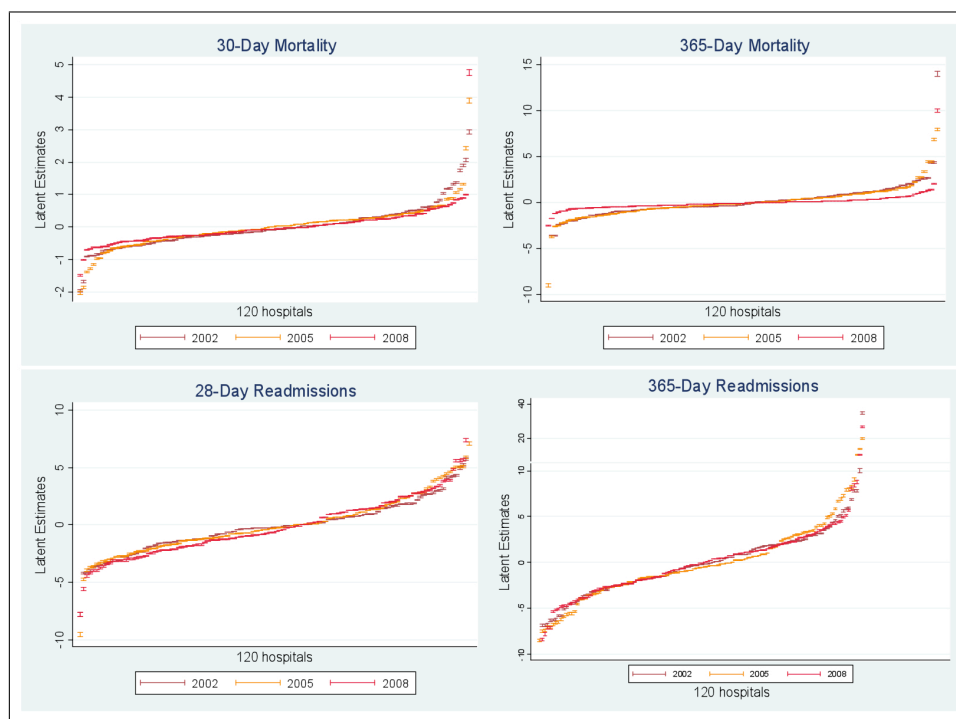 30-Day Mortality
Latent Estimates
5
4
3
2
1
0
-1
-2
120 hospitals
2002 2005 2008
365-Day Mortality
Latent Estimates
15
10
5
0
-5
-10
120 hospitals
2002 2005 2008
28-Day Readmissions
Latent Estimates
10
5
0
-5
-10
120 hospitals
2002 2005 2008
365-Day Readmissions
Latent Estimates
40
20
10
5
0
-5
-10
2002 2005 2008
120 hospitals